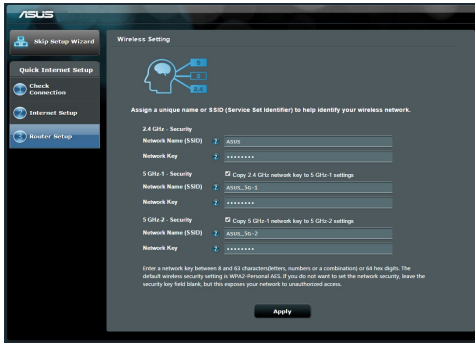 ASUS
Skip Setup Wizard
Quick Internet Setup
1 Check
Connection
2 Internet Setup
3 Router Setup
Wireless Setting
5
5
2.4
Assign a unique name or SSID (Service Set Identifier) to help identify your wireless network.
2.4 GHz - Security
Network Name (SSID) ? ASUS
Network Key ? ••••••••
5 GHz-1 - Security Copy 2.4 GHz network key to 5 GHz-1 settings
Network Name (SSID) ? ASUS_5G-1
Network Key ? ••••••••
5 GHz-2 - Security Copy 5 GHz-1 network key to 5 GHz-2 settings
Network Name (SSID) ? ASUS_5G-2
Network Key ? ••••••••
Enter a network key between 8 and 63 characters(letters, numbers or a combination) or 64 hex digits. The
default wireless security setting is WPA2-Personal AES. If you do not want to set the network security, leave the
security key field blank, but this exposes your network to unauthorized access.
Apply